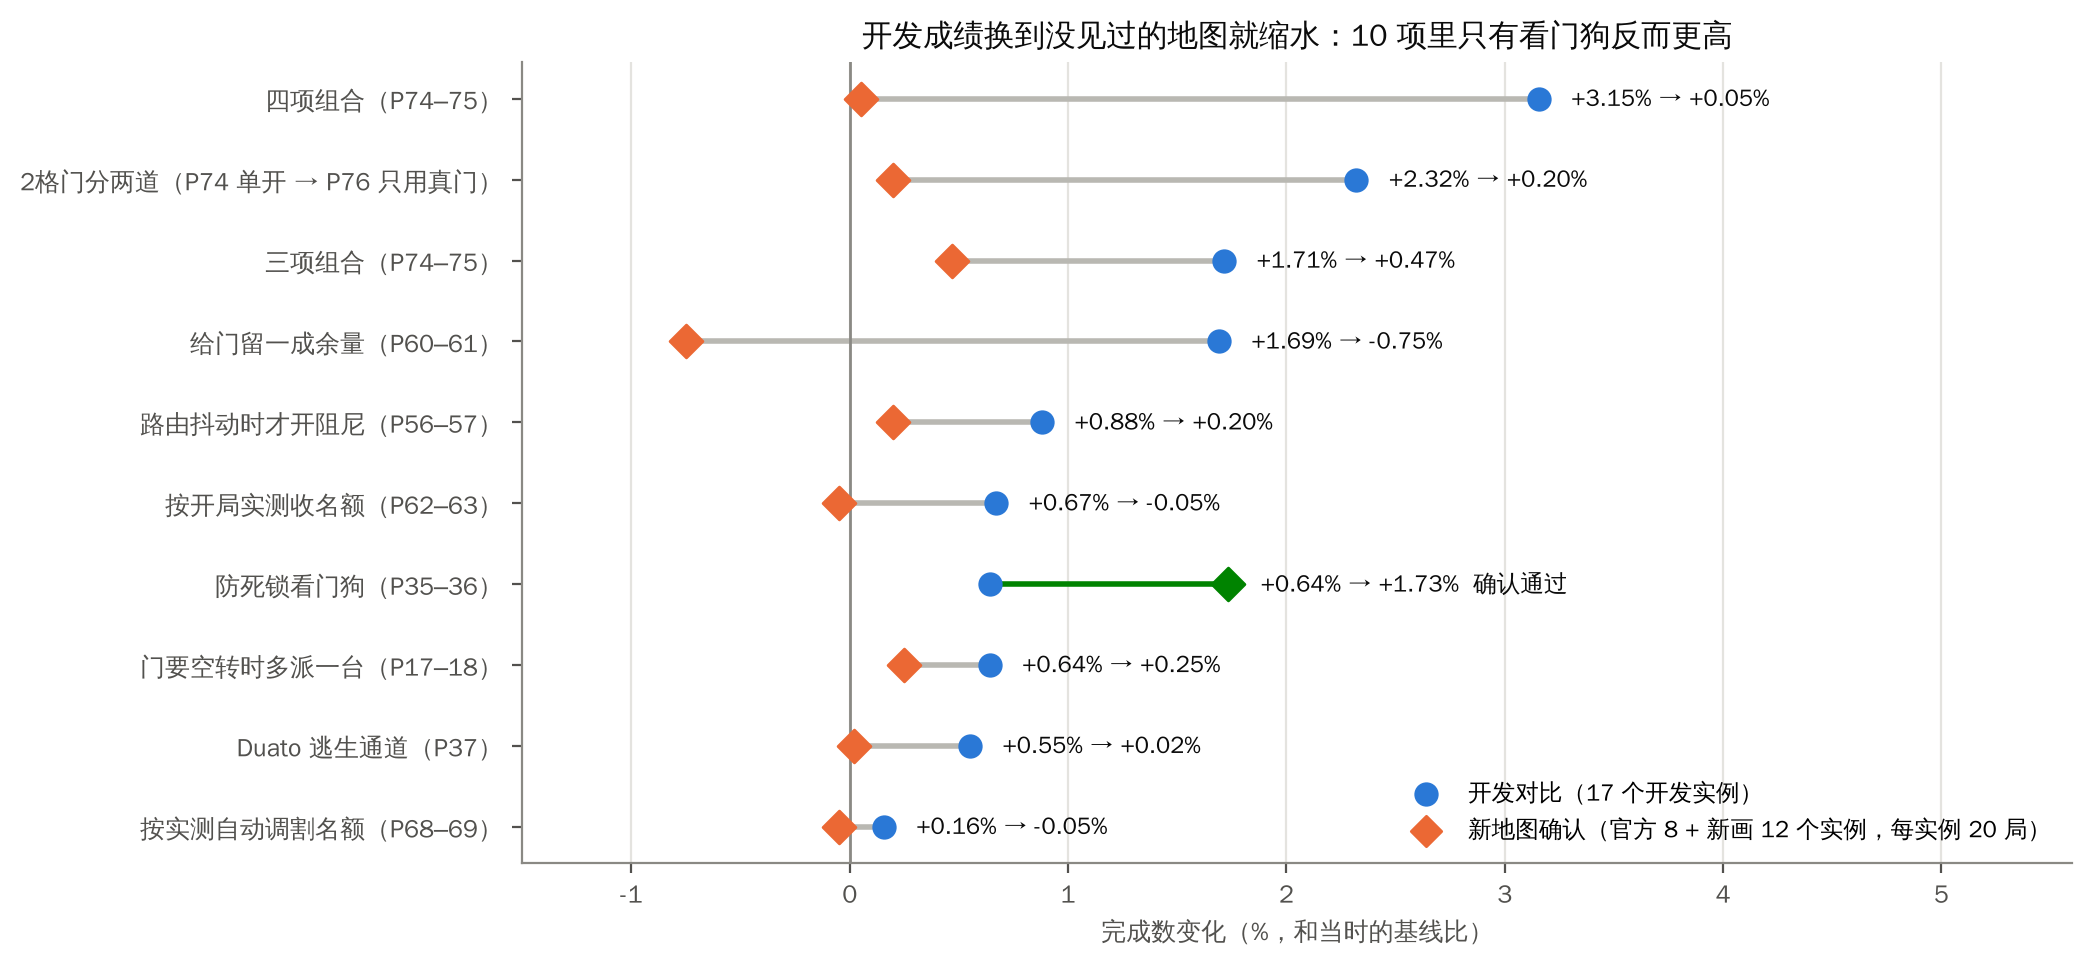 开发成绩换到没见过的地图就缩水：10 项里只有看门狗反而更高
四项组合（P74–75）
+3.15% → +0.05%
2格门分两道（P74 单开 → P76 只用真门）
+2.32% → +0.20%
三项组合（P74–75）
+1.71% → +0.47%
给门留一成余量（P60–61）
+1.69% → -0.75%
路由抖动时才开阻尼（P56–57）
+0.88% → +0.20%
按开局实测收名额（P62–63）
+0.67% → -0.05%
防死锁看门狗（P35–36）
+0.64% → +1.73% 确认通过
门要空转时多派一台（P17–18）
+0.64% → +0.25%
Duato 逃生通道（P37）
+0.55% → +0.02%
按实测自动调割名额（P68–69）
+0.16% → -0.05%
开发对比（17 个开发实例）
新地图确认（官方 8 + 新画 12 个实例，每实例 20 局）
-1 0 1 2 3 4 5
完成数变化（%，和当时的基线比）